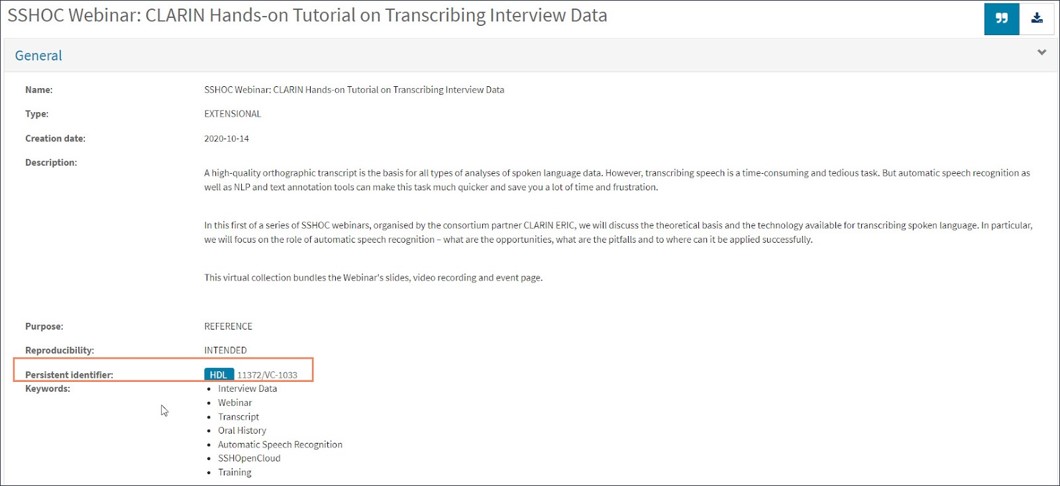 SSHOC Webinar: CLARIN Hands-on Tutorial on Transcribing Interview Data
General
Name: SSHOC Webinar: CLARIN Hands-on Tutorial on Transcribing Interview Data
Type: EXTENSIONAL
Creation date: 2020-10-14
Description:
A high-quality orthographic transcript is the basis for all types of analyses of spoken language data. However, transcribing speech is a time-consuming and tedious task. But automatic speech recognition as
well as NLP and text annotation tools can make this task much quicker and save you a lot of time and frustration.
In this first of a series of SSHOC webinars, organised by the consortium partner CLARIN ERIC, we will discuss the theoretical basis and the technology available for transcribing spoken language. In particular,
we will focus on the role of automatic speech recognition – what are the opportunities, what are the pitfalls and to where can it be applied successfully.
This virtual collection bundles the Webinar's slides, video recording and event page.
Purpose: REFERENCE
Reproducibility: INTENDED
Persistent identifier: HDL 11372/VC-1033
Keywords: • Interview Data
• Webinar
• Transcript
• Oral History
• Automatic Speech Recognition
• SSHOpenCloud
• Training